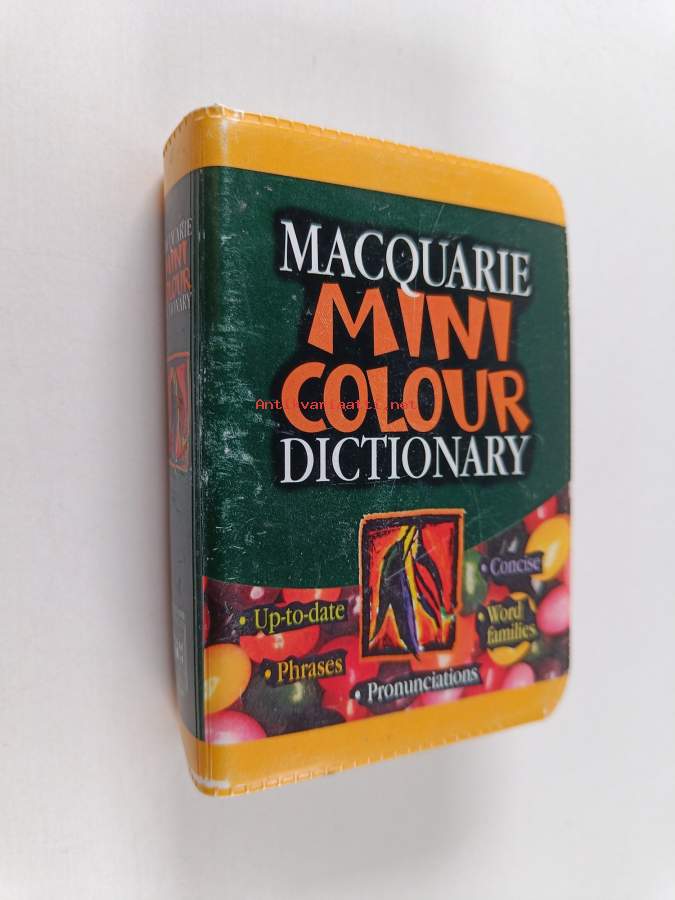 MACQUARIE
MINI
COLOUR
DICTIONARY
• Up-to-date
• Phrases
• Pronunciations
• Concise
• Word
families
MACQUARIE
MINI
COLOUR
DICTIONARY
Antikvariaatti.net